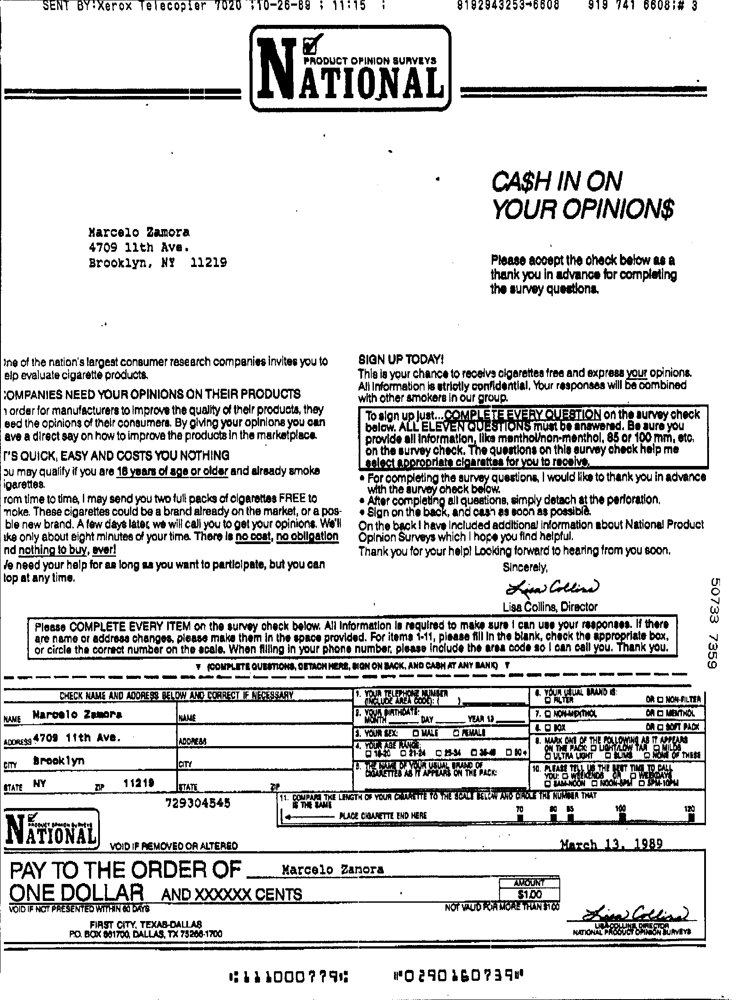 SENT BY:Xerox Telecopier 7020 ;10-26-89 ; 11:15 ; 9192943253→6608 919 741 6608;# 3
PRODUCT OPINION SURVEYS
NATIONAL
CA$H IN ON
YOUR OPINION$
Marcelo Zamora
4709 11th Ave.
Brooklyn, NY 11219
Please accept the check below as a
thank you in advance for completing
the survey questions.
One of the nation's largest consumer research companies invites you to
elp evaluate cigarette products.
COMPANIES NEED YOUR OPINIONS ON THEIR PRODUCTS
n order for manufacturers to improve the quality of their products, they
eed the opinions of their consumers. By giving your opinions you can
ave a direct say on how to improve the products in the marketplace.
T'S QUICK, EASY AND COSTS YOU NOTHING
ou may qualify if you are 18 years of age or older and already smoke
igarettes.
rom time to time, I may send you two full packs of cigarettes FREE to
moke. These cigarettes could be a brand already on the market, or a pos-
ble new brand. A few days later, we will call you to get your opinions. We'll
ake only about eight minutes of your time. There is no cost, no obligation
nd nothing to buy, ever!
We need your help for as long as you want to participate, but you can
top at any time.
SIGN UP TODAY!
This is your chance to receive cigarettes free and express your opinions.
All information is strictly confidential. Your responses will be combined
with other smokers in our group.
To sign up just...COMPLETE EVERY QUESTION on the survey check
below. ALL ELEVEN QUESTIONS must be answered. Be sure you
provide all information, like menthol/non-menthol, 85 or 100 mm, etc.
on the survey check. The questions on this survey check help me
select appropriate cigarettes for you to receive.
• For completing the survey questions, I would like to thank you in advance
with the survey check below.
• After completing all questions, simply detach at the perforation.
• Sign on the back, and cash as soon as possible.
On the back I have included additional information about National Product
Opinion Surveys which I hope you find helpful.
Thank you for your help! Looking forward to hearing from you soon.
Sincerely,
Lisa Collins
Lisa Collins, Director
50733 7359
Please COMPLETE EVERY ITEM on the survey check below. All information is required to make sure I can use your responses. If there
are name or address changes, please make them in the space provided. For items 1-11, please fill in the blank, check the appropriate box,
or circle the correct number on the scale. When filling in your phone number, please include the area code so I can call you. Thank you.
▼ (COMPLETE QUESTIONS, DETACH HERE, SIGN ON BACK, AND CASH AT ANY BANK) ▼
CHECK NAME AND ADDRESS BELOW AND CORRECT IF NECESSARY
NAME Marcelo Zamora NAME
ADDRESS 4709 11th Ave. ADDRESS
CITY Brooklyn CITY
STATE NY ZIP 11219 STATE ZIP
729304545
1. YOUR TELEPHONE NUMBER
(INCLUDE AREA CODE): ( )
2. YOUR BIRTHDATE:
MONTH DAY YEAR 19
3. YOUR SEX: □ MALE □ FEMALE
4. YOUR AGE RANGE:
□ 18-20 □ 21-24 □ 25-34 □ 35-49 □ 50+
5. THE NAME OF YOUR USUAL BRAND OF
CIGARETTES AS IT APPEARS ON THE PACK:
6. YOUR USUAL BRAND IS:
□ FILTER OR □ NON-FILTER
7. □ NON-MENTHOL OR □ MENTHOL
8. □ BOX OR □ SOFT PACK
9. MARK ONE OF THE FOLLOWING AS IT APPEARS
ON THE PACK: □ LIGHT/LOW TAR □ MILDS
□ ULTRA LIGHT □ SLIMS □ NONE OF THESE
10. PLEASE TELL US THE BEST TIME TO CALL
YOU: □ WEEKENDS OR □ WEEKDAYS
□ 9AM-NOON □ NOON-5PM □ 5PM-10PM
11. COMPARE THE LENGTH OF YOUR CIGARETTE TO THE SCALE BELOW AND CIRCLE THE NUMBER THAT
IS THE SAME
PLACE CIGARETTE END HERE
70 80 85 100 120
PRODUCT OPINION SURVEYS
NATIONAL
VOID IF REMOVED OR ALTERED
March 13, 1989
PAY TO THE ORDER OF Marcelo Zamora
ONE DOLLAR AND XXXXXX CENTS
AMOUNT
$1.00
VOID IF NOT PRESENTED WITHIN 60 DAYS
NOT VALID FOR MORE THAN $1.00
FIRST CITY, TEXAS-DALLAS
P.O. BOX 661700, DALLAS, TX 75266-1700
Lisa Collins
LISA COLLINS, DIRECTOR
NATIONAL PRODUCT OPINION SURVEYS
⑆111000779⑆ ⑈0290160739⑈